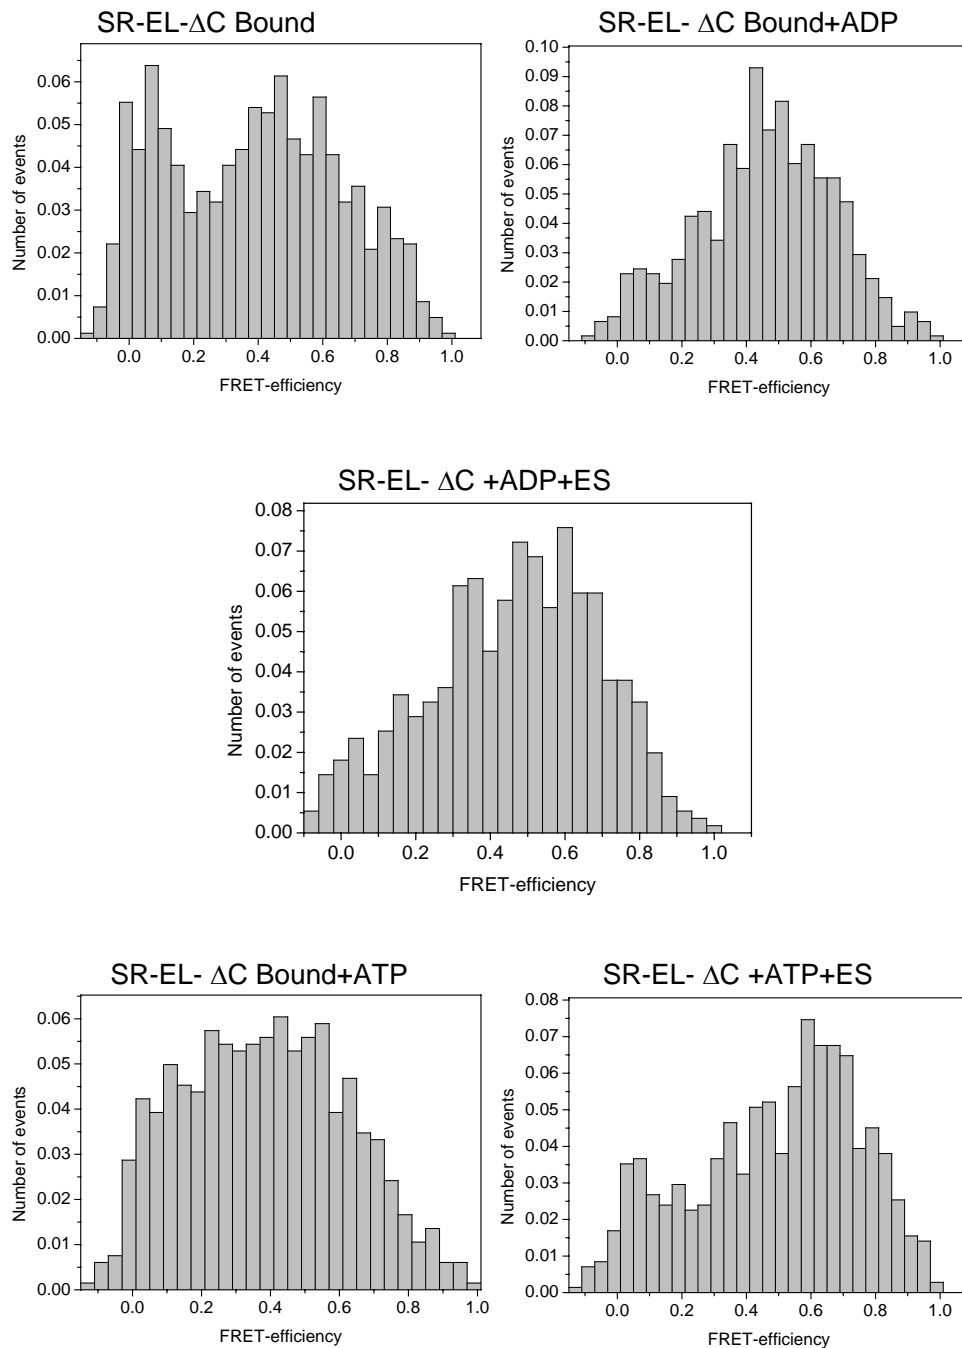 SR-EL-ΔC Bound
Number of events
0.06
0.05
0.04
0.03
0.02
0.01
0.00
0.0 0.2 0.4 0.6 0.8 1.0
FRET-efficiency
SR-EL- ΔC Bound+ADP
Number of events
0.10
0.09
0.08
0.07
0.06
0.05
0.04
0.03
0.02
0.01
0.00
0.0 0.2 0.4 0.6 0.8 1.0
FRET-efficiency
SR-EL- ΔC +ADP+ES
Number of events
0.08
0.07
0.06
0.05
0.04
0.03
0.02
0.01
0.00
0.0 0.2 0.4 0.6 0.8 1.0
FRET-efficiency
SR-EL- ΔC Bound+ATP
Number of events
0.06
0.05
0.04
0.03
0.02
0.01
0.00
0.0 0.2 0.4 0.6 0.8 1.0
FRET-efficiency
SR-EL- ΔC +ATP+ES
Number of events
0.08
0.07
0.06
0.05
0.04
0.03
0.02
0.01
0.00
0.0 0.2 0.4 0.6 0.8 1.0
FRET-efficiency